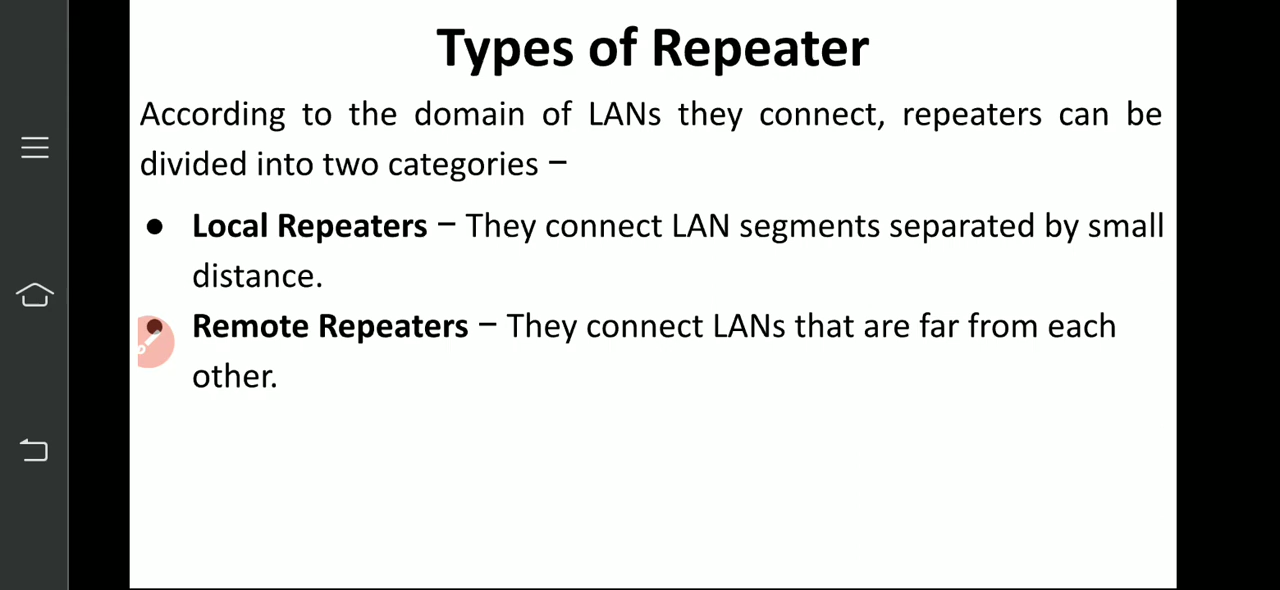 Types of Repeater
According to the domain of LANs they connect, repeaters can be
divided into two categories –
● Local Repeaters – They connect LAN segments separated by small
distance.
● Remote Repeaters – They connect LANs that are far from each
other.